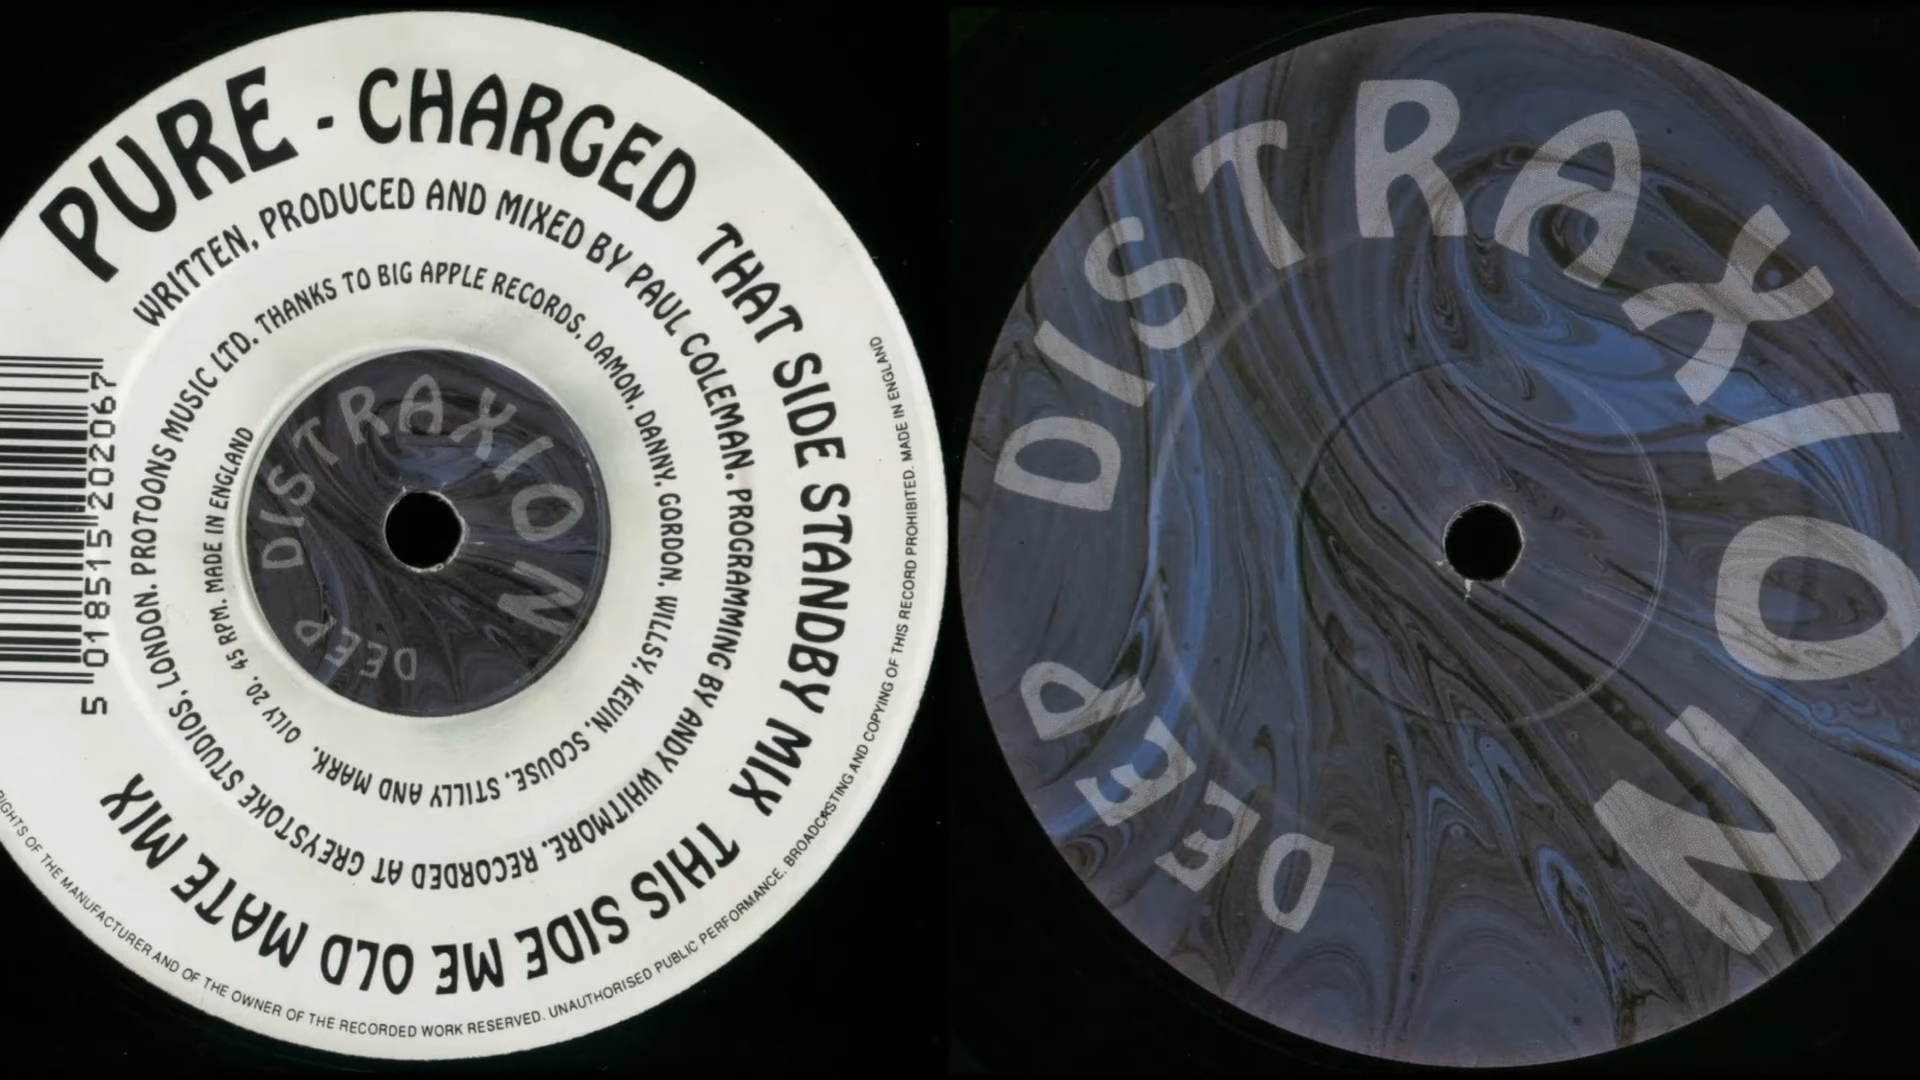 PURE - CHARGED
THAT SIDE STANDBY MIX
THIS SIDE ME OLD MATE MIX
WRITTEN, PRODUCED AND MIXED BY PAUL COLEMAN. PROGRAMMING BY ANDY WHITMORE. RECORDED AT GREYSTOKE STUDIOS, LONDON. PROTOONS MUSIC LTD. THANKS TO BIG APPLE RECORDS, DAMON, DANNY, GORDON, WILLSY, KEVIN, SCOUSE, STILLY AND MARK.
OILY 20. 45 RPM. MADE IN ENGLAND
RIGHTS OF THE MANUFACTURER AND OF THE OWNER OF THE RECORDED WORK RESERVED. UNAUTHORISED PUBLIC PERFORMANCE, BROADCASTING AND COPYING OF THIS RECORD PROHIBITED. MADE IN ENGLAND
5 018515 202067
DEEP DISTRAXION
DEEP DISTRAXION